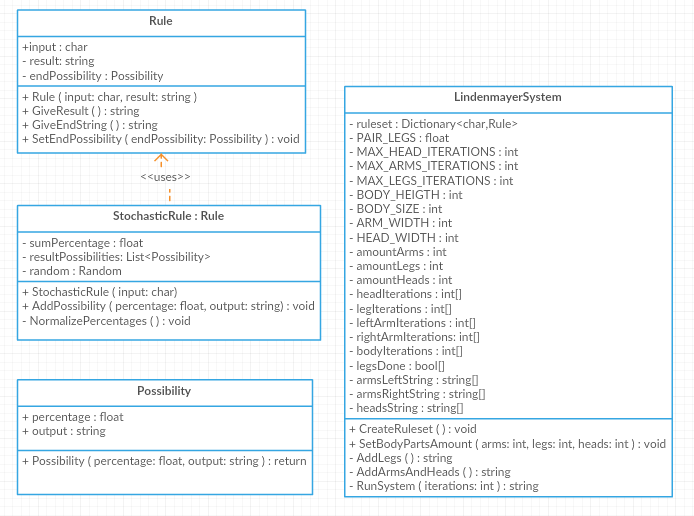 Rule
+input : char
- result: string
- endPossibility : Possibility
+ Rule ( input: char, result: string )
+ GiveResult ( ) : string
+ GiveEndString ( ) : string
+ SetEndPossibility ( endPossibility: Possibility ) : void
<<uses>>
StochasticRule : Rule
- sumPercentage : float
- resultPossibilities: List<Possibility>
- random : Random
+ StochasticRule ( input: char)
+ AddPossibility ( percentage: float, output: string) : void
- NormalizePercentages ( ) : void
Possibility
+ percentage : float
+ output : string
+ Possibility ( percentage: float, output: string ) : return
LindenmayerSystem
- ruleset : Dictionary<char,Rule>
- PAIR_LEGS : float
- MAX_HEAD_ITERATIONS : int
- MAX_ARMS_ITERATIONS : int
- MAX_LEGS_ITERATIONS : int
- BODY_HEIGTH : int
- BODY_SIZE : int
- ARM_WIDTH : int
- HEAD_WIDTH : int
- amountArms : int
- amountLegs : int
- amountHeads : int
- headIterations : int[]
- legIterations : int[]
- leftArmIterations : int[]
- rightArmIterations: int[]
- bodyIterations : int[]
- legsDone : bool[]
- armsLeftString : string[]
- armsRightString : string[]
- headsString : string[]
+ CreateRuleset ( ) : void
+ SetBodyPartsAmount ( arms: int, legs: int, heads: int ) : void
- AddLegs ( ) : string
- AddArmsAndHeads ( ) : string
- RunSystem ( iterations: int ) : string